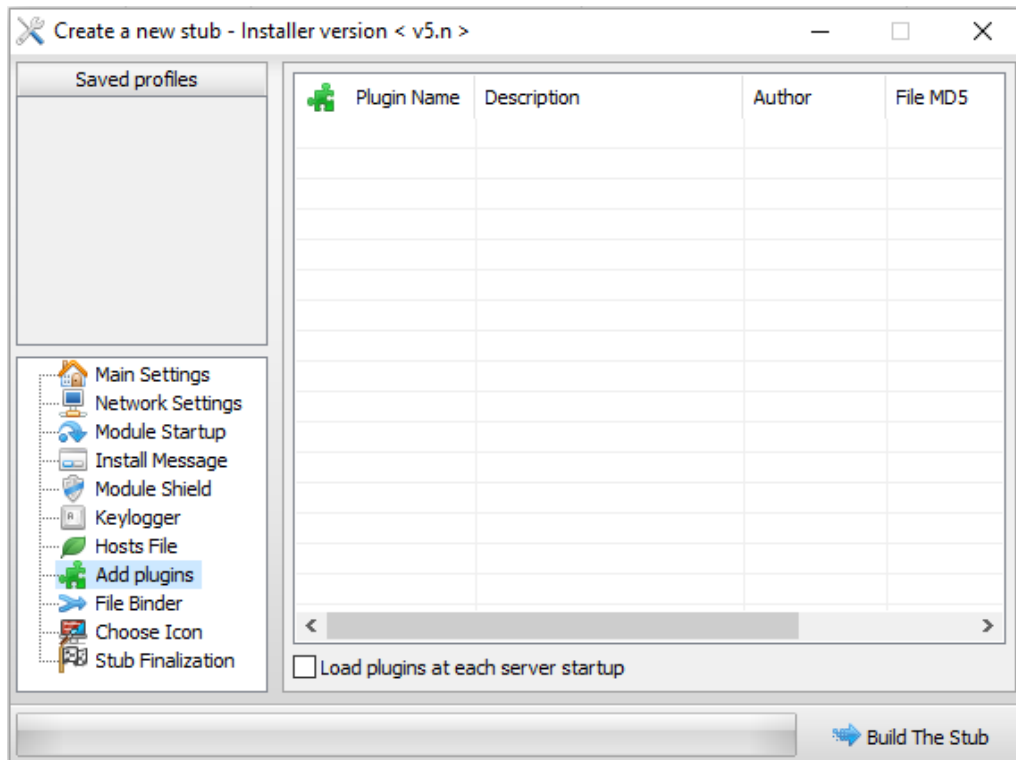 Create a new stub - Installer version < v5.n >
Saved profiles
Plugin Name Description Author File MD5
Main Settings
Network Settings
Module Startup
Install Message
Module Shield
Keylogger
Hosts File
Add plugins
File Binder
Choose Icon
Stub Finalization
Load plugins at each server startup
Build The Stub